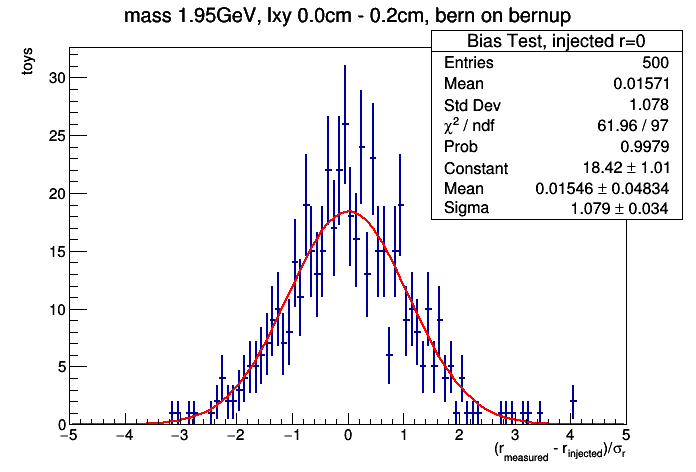 mass 1.95GeV, lxy 0.0cm - 0.2cm, bern on bernup
Bias Test, injected r=0
Entries 500
Mean 0.01571
Std Dev 1.078
χ² / ndf 61.96 / 97
Prob 0.9979
Constant 18.42 ± 1.01
Mean 0.01546 ± 0.04834
Sigma 1.079 ± 0.034
toys
30
25
20
15
10
5
0
−5 −4 −3 −2 −1 0 1 2 3 4 5
(r_measured - r_injected)/σ_r